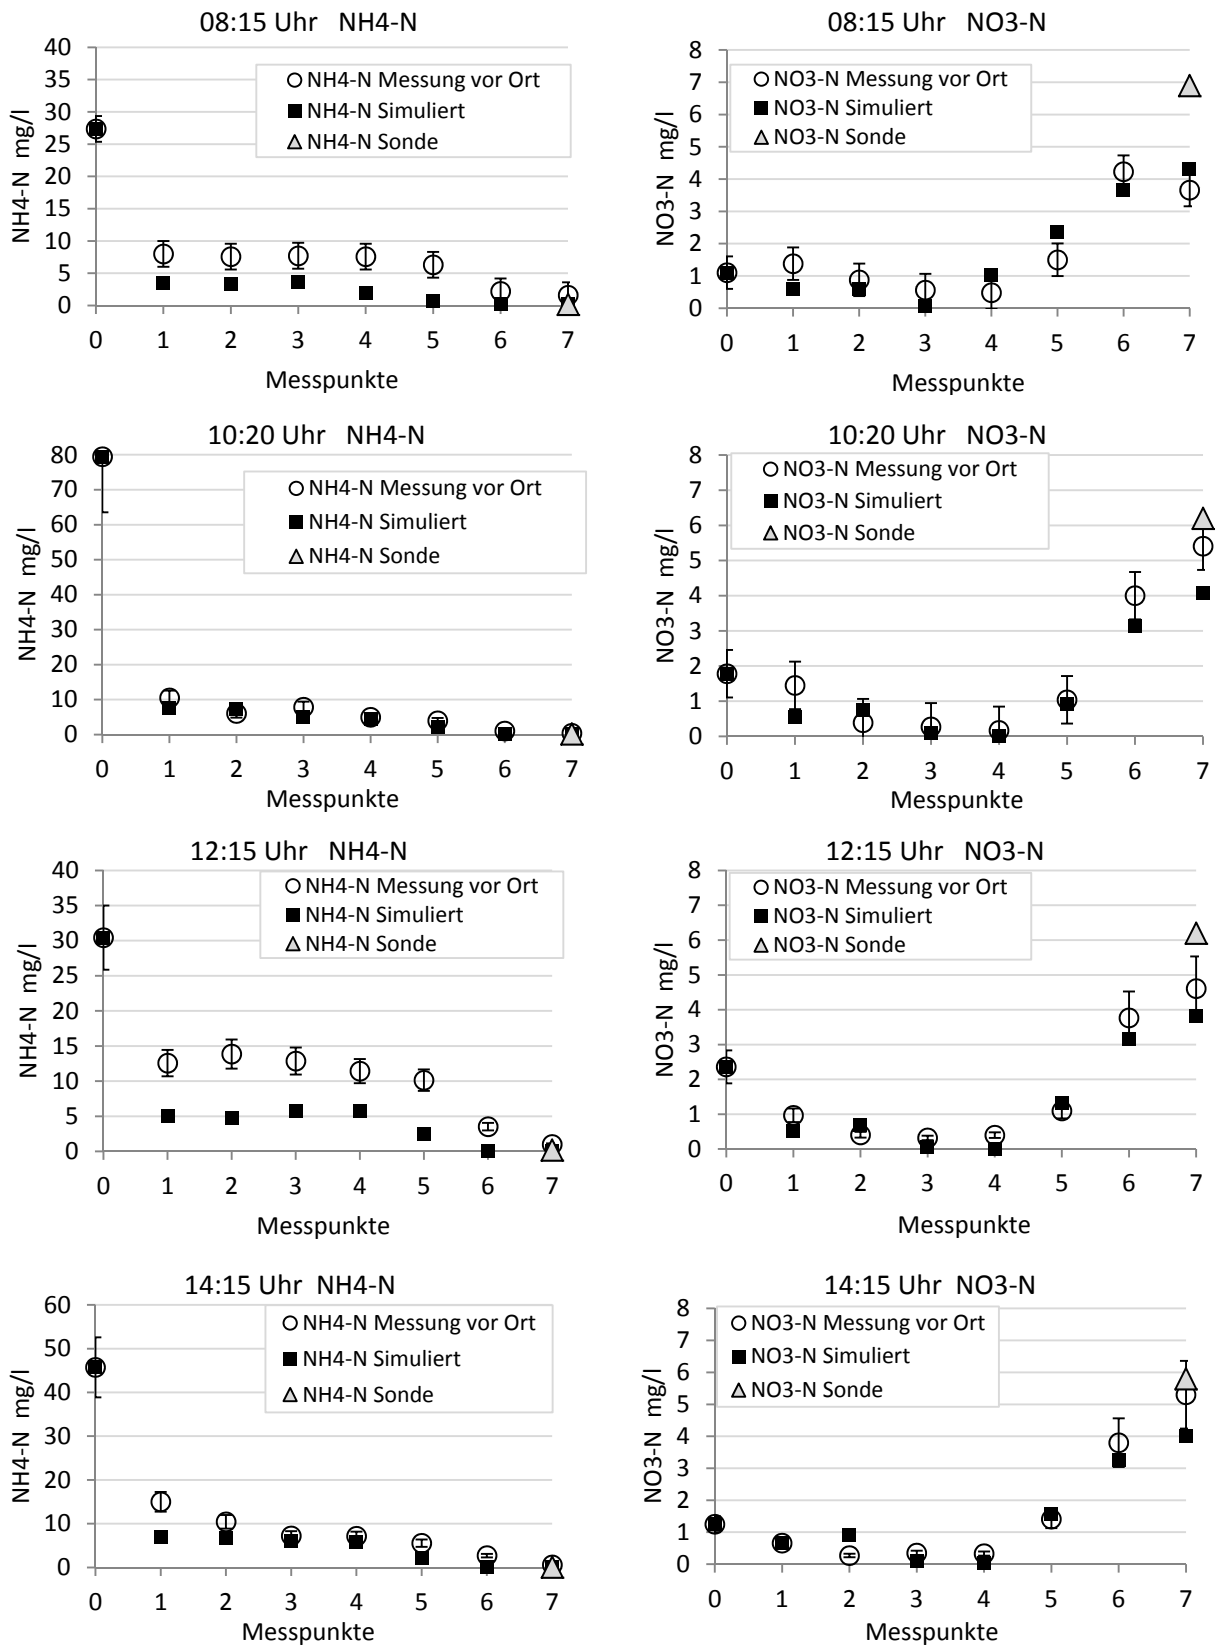 08:15 Uhr NH4-N
NH4-N mg/l
40
35
30
25
20
15
10
5
0
NH4-N Messung vor Ort
NH4-N Simuliert
NH4-N Sonde
0 1 2 3 4 5 6 7
Messpunkte
08:15 Uhr NO3-N
NO3-N mg/l
8
7
6
5
4
3
2
1
0
NO3-N Messung vor Ort
NO3-N Simuliert
NO3-N Sonde
0 1 2 3 4 5 6 7
Messpunkte
10:20 Uhr NH4-N
NH4-N mg/l
80
70
60
50
40
30
20
10
0
NH4-N Messung vor Ort
NH4-N Simuliert
NH4-N Sonde
0 1 2 3 4 5 6 7
Messpunkte
10:20 Uhr NO3-N
NO3-N mg/l
8
7
6
5
4
3
2
1
0
NO3-N Messung vor Ort
NO3-N Simuliert
NO3-N Sonde
0 1 2 3 4 5 6 7
Messpunkte
12:15 Uhr NH4-N
NH4-N mg/l
40
35
30
25
20
15
10
5
0
NH4-N Messung vor Ort
NH4-N Simuliert
NH4-N Sonde
0 1 2 3 4 5 6 7
Messpunkte
12:15 Uhr NO3-N
NO3-N mg/l
8
7
6
5
4
3
2
1
0
NO3-N Messung vor Ort
NO3-N Simuliert
NO3-N Sonde
0 1 2 3 4 5 6 7
Messpunkte
14:15 Uhr NH4-N
NH4-N mg/l
60
50
40
30
20
10
0
NH4-N Messung vor Ort
NH4-N Simuliert
NH4-N Sonde
0 1 2 3 4 5 6 7
Messpunkte
14:15 Uhr NO3-N
NO3-N mg/l
8
7
6
5
4
3
2
1
0
NO3-N Messung vor Ort
NO3-N Simuliert
NO3-N Sonde
0 1 2 3 4 5 6 7
Messpunkte